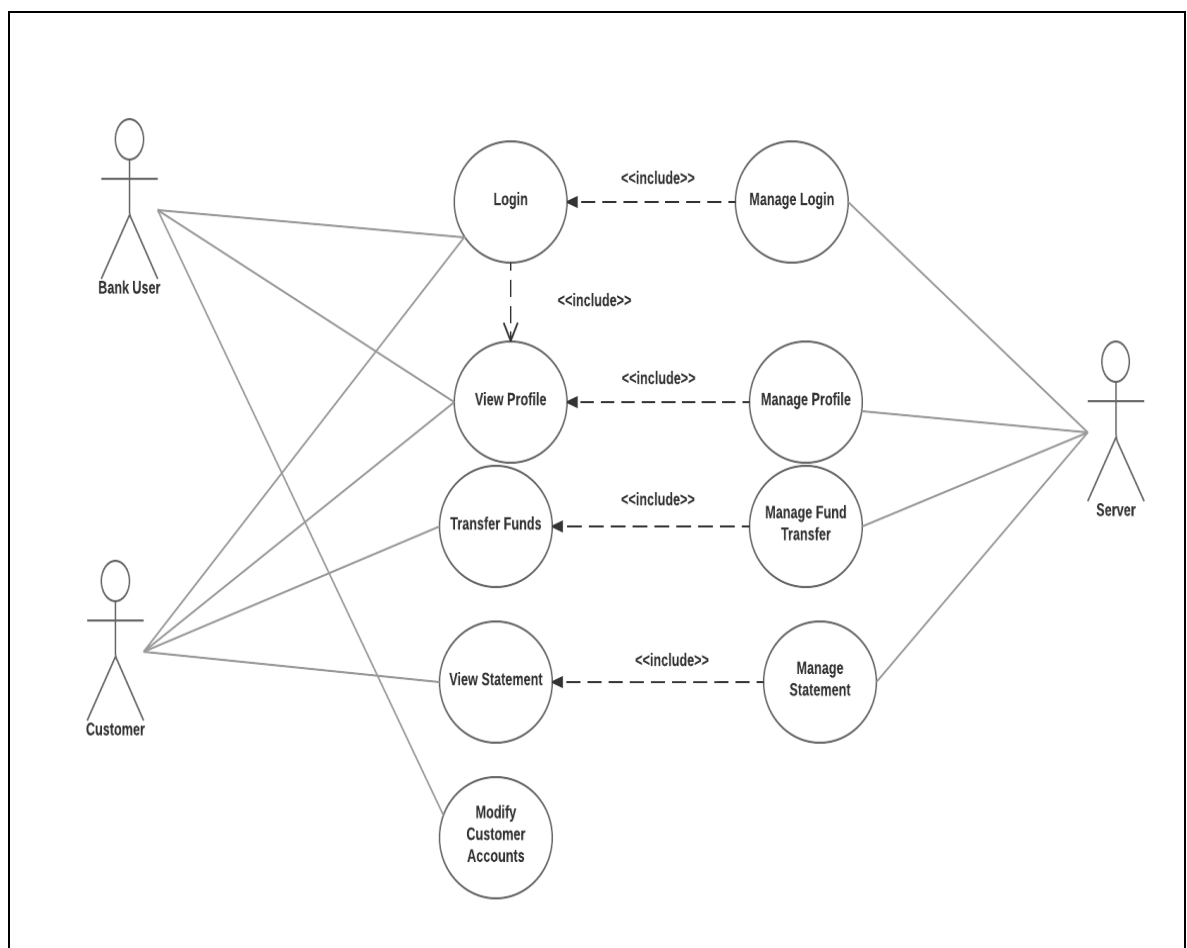 <<include>>
Login
Manage Login
Bank User
<<include>>
<<include>>
View Profile
Manage Profile
<<include>>
Transfer Funds
Manage Fund
Transfer
Server
<<include>>
View Statement
Manage
Statement
Customer
Modify
Customer
Accounts